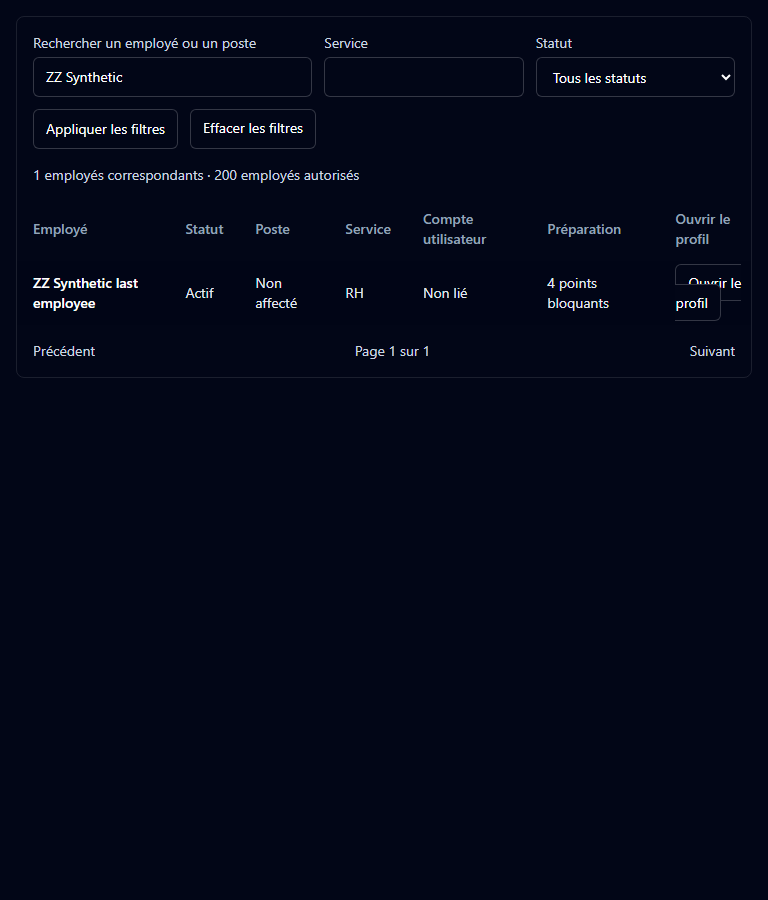 Rechercher un employé ou un poste
Service
Statut
ZZ Synthetic
Tous les statuts
Appliquer les filtres
Effacer les filtres
1 employés correspondants · 200 employés autorisés
Employé
Statut
Poste
Service
Compte
utilisateur
Préparation
Ouvrir le
profil
ZZ Synthetic last
employee
Actif
Non
affecté
RH
Non lié
4 points
bloquants
Ouvrir le
profil
Précédent
Page 1 sur 1
Suivant